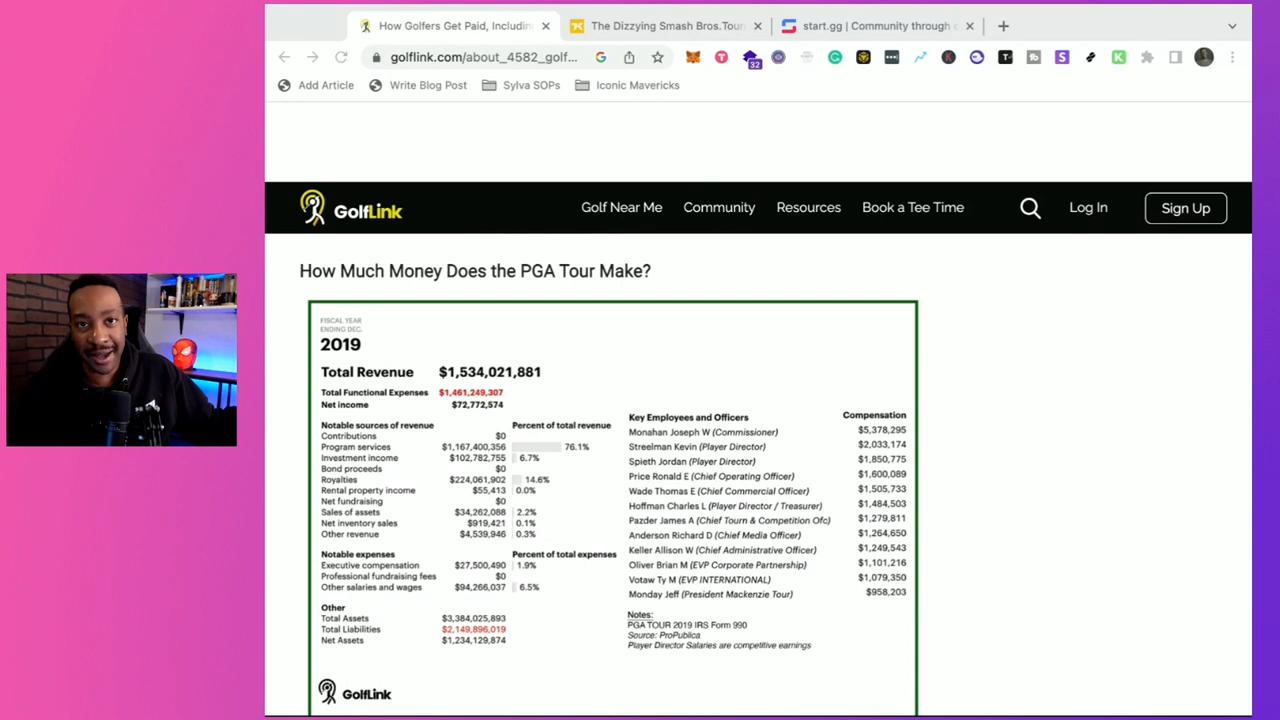 How Golfers Get Paid, Includin
The Dizzying Smash Bros.Tour
start.gg | Community through
golflink.com/about_4582_golf...
32
Add Article
Write Blog Post
Sylva SOPs
Iconic Mavericks
GolfLink
Golf Near Me
Community
Resources
Book a Tee Time
Log In
Sign Up
How Much Money Does the PGA Tour Make?
FISCAL YEAR
ENDING DEC.
2019
Total Revenue $1,534,021,881
Total Functional Expenses $1,461,249,307
Net income $72,772,574
Notable sources of revenue Percent of total revenue
Contributions $0
Program services $1,167,400,356 76.1%
Investment income $102,782,755 6.7%
Bond proceeds $0
Royalties $224,061,902 14.6%
Rental property income $55,413 0.0%
Net fundraising $0
Sales of assets $34,262,088 2.2%
Net inventory sales $919,421 0.1%
Other revenue $4,539,946 0.3%
Notable expenses Percent of total expenses
Executive compensation $27,500,490 1.9%
Professional fundraising fees $0
Other salaries and wages $94,266,037 6.5%
Other
Total Assets $3,384,025,893
Total Liabilities $2,149,896,019
Net Assets $1,234,129,874
Key Employees and Officers Compensation
Monahan Joseph W (Commissioner) $5,378,295
Streelman Kevin (Player Director) $2,033,174
Spieth Jordan (Player Director) $1,850,775
Price Ronald E (Chief Operating Officer) $1,600,089
Wade Thomas E (Chief Commercial Officer) $1,505,733
Hoffman Charles L (Player Director / Treasurer) $1,484,503
Pazder James A (Chief Tourn & Competition Ofc) $1,279,811
Anderson Richard D (Chief Media Officer) $1,264,650
Keller Allison W (Chief Administrative Officer) $1,249,543
Oliver Brian M (EVP Corporate Partnership) $1,101,216
Votaw Ty M (EVP INTERNATIONAL) $1,079,350
Monday Jeff (President Mackenzie Tour) $958,203
Notes:
PGA TOUR 2019 IRS Form 990
Source: ProPublica
Player Director Salaries are competitive earnings
GolfLink